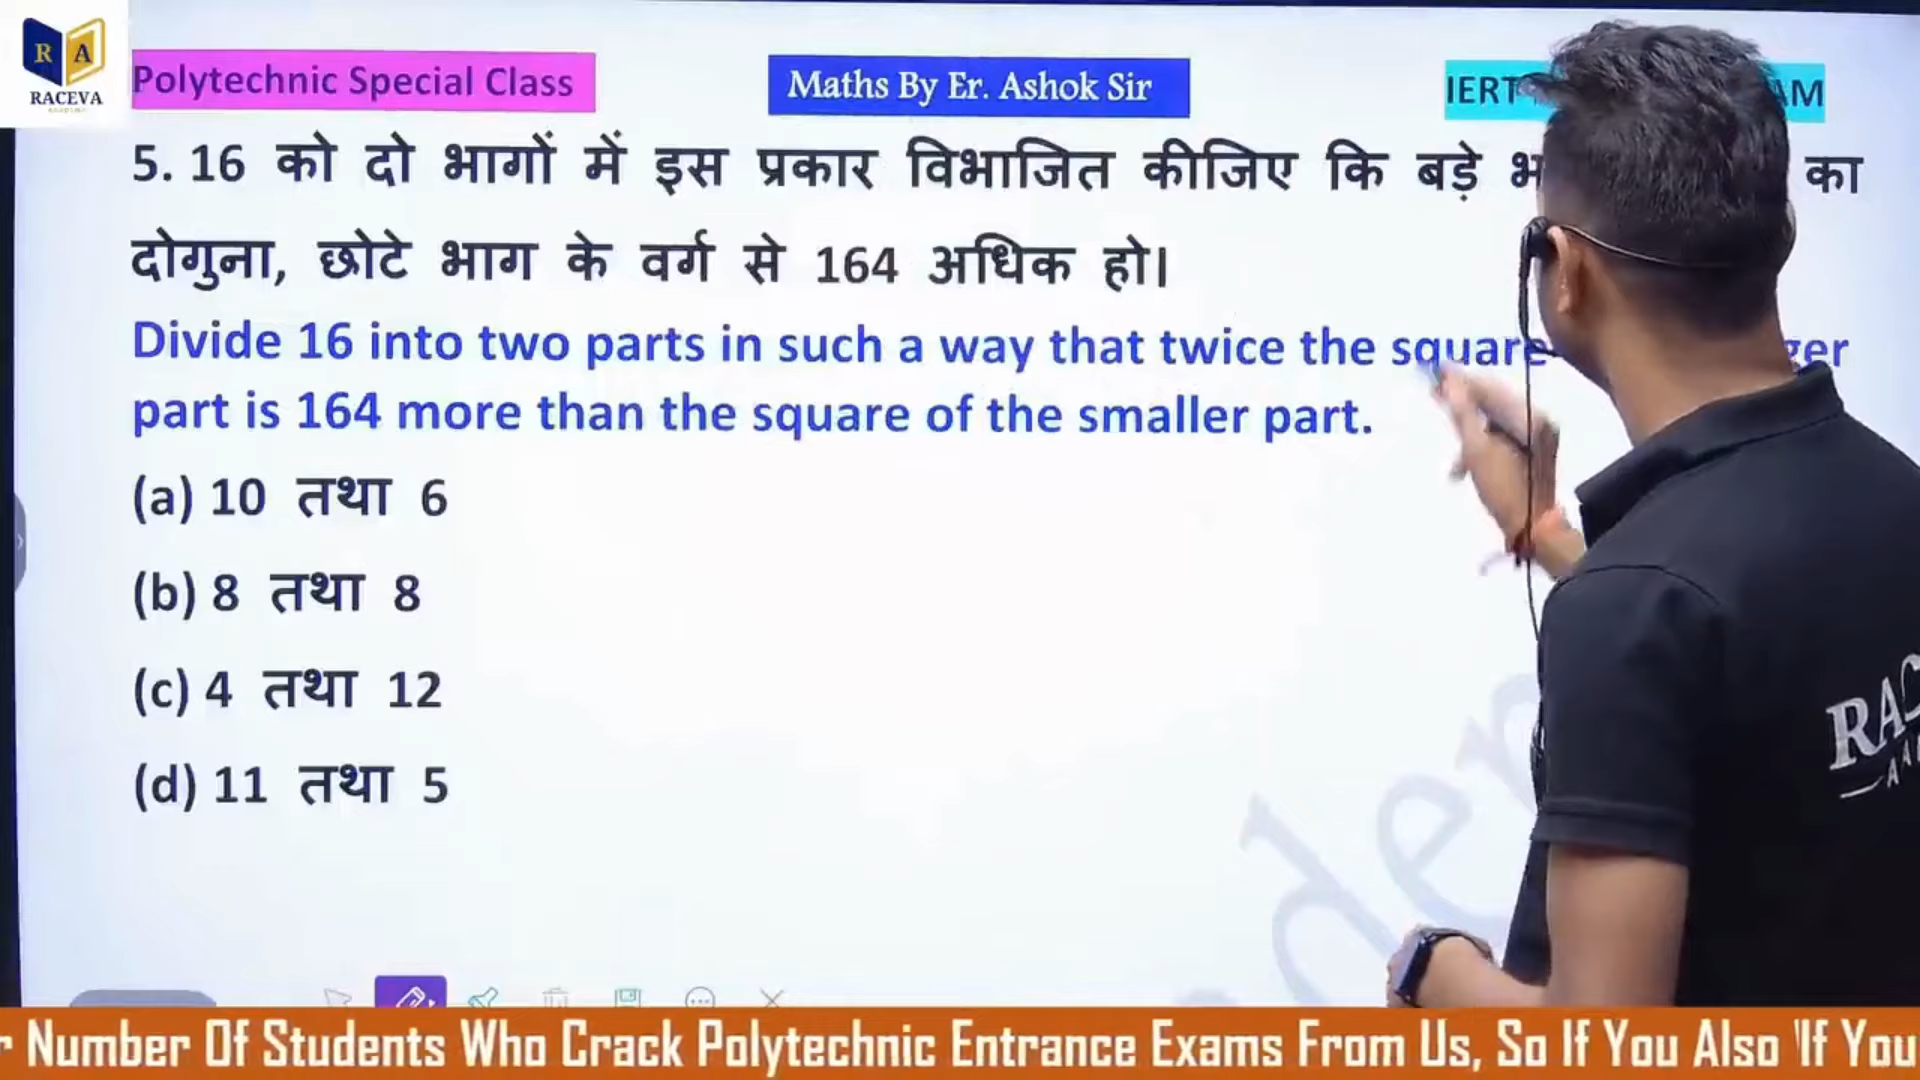 R A
RACEVA
Polytechnic Special Class
Maths By Er. Ashok Sir
IERT
5. 16 को दो भागों में इस प्रकार विभाजित कीजिए कि बड़े का
दोगुना, छोटे भाग के वर्ग से 164 अधिक हो।
Divide 16 into two parts in such a way that twice the square
part is 164 more than the square of the smaller part.
(a) 10 तथा 6
(b) 8 तथा 8
(c) 4 तथा 12
(d) 11 तथा 5
Number Of Students Who Crack Polytechnic Entrance Exams From Us, So If You Also 'If You